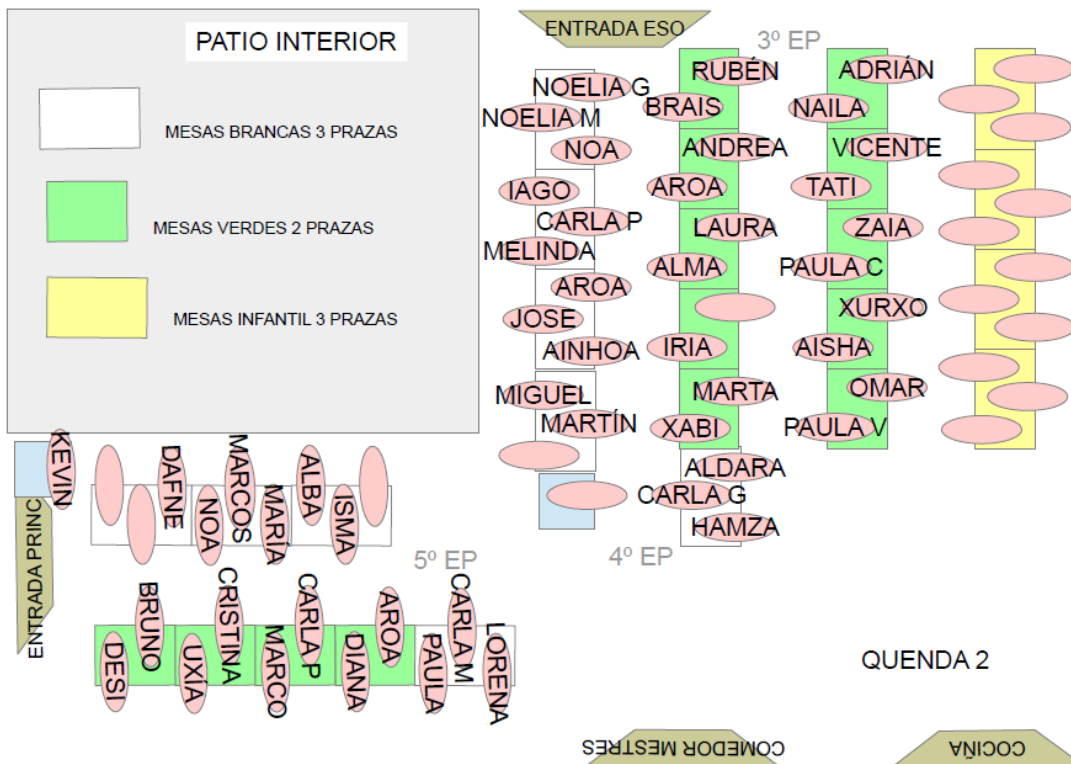 PATIO INTERIOR
MESAS BRANCAS 3 PRAZAS
MESAS VERDES 2 PRAZAS
MESAS INFANTIL 3 PRAZAS
ENTRADA ESO
3º EP
NOELIA G
NOELIA M
NOA
IAGO
CARLA P
MELINDA
AROA
JOSE
AINHOA
MIGUEL
MARTÍN
RUBÉN
BRAIS
ANDREA
AROA
LAURA
ALMA
IRIA
MARTA
XABI
ALDARA
CARLA G
HAMZA
4º EP
ADRIÁN
NAILA
VICENTE
TATI
ZAIA
PAULA C
XURXO
AISHA
OMAR
PAULA V
KEVIN
ENTRADA PRINC
DAFNE
NOA
MARCOS
MARÍA
ALBA
ISMA
5º EP
DESI
BRUNO
UXÍA
CRISTINA
MARCO
CARLA P
DIANA
AROA
PAULA
CARLA M
LORENA
QUENDA 2
COMEDOR MESTRES
COCIÑA